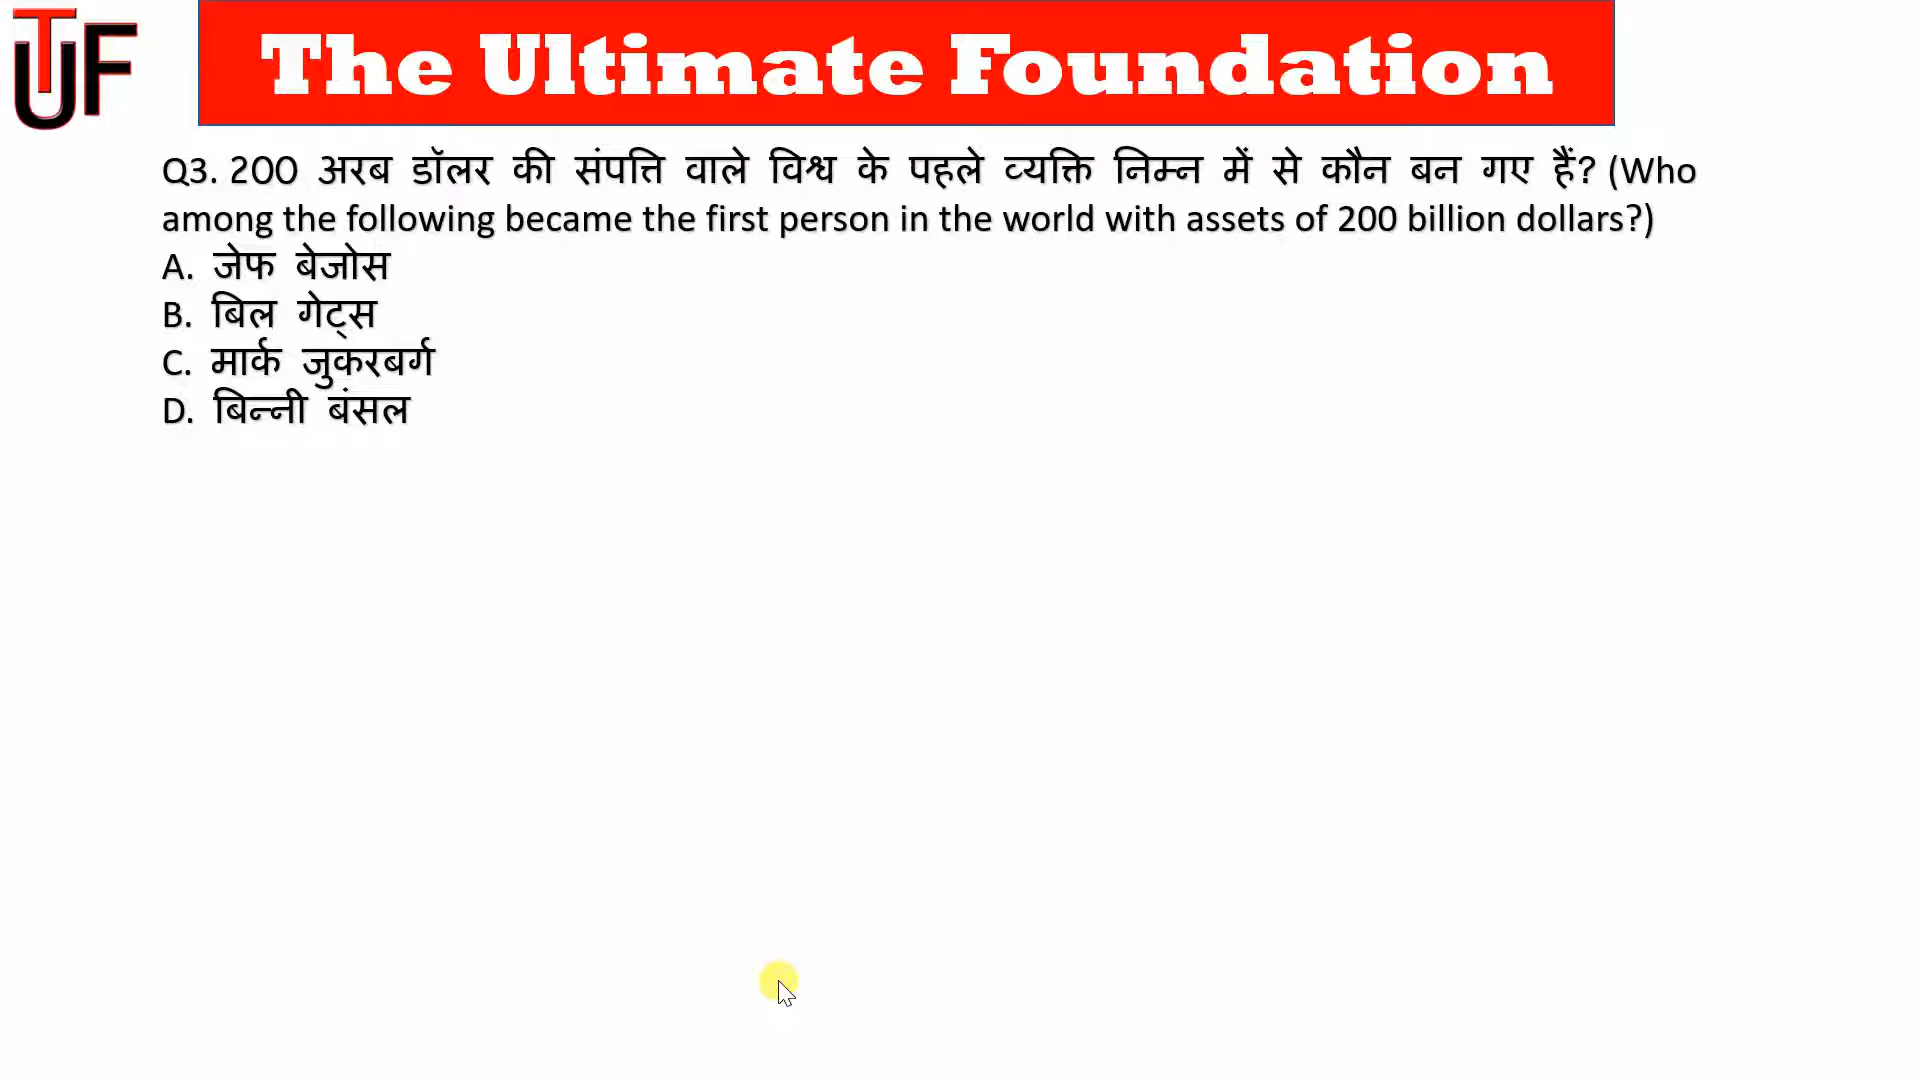 TUF
The Ultimate Foundation
Q3. 200 अरब डॉलर की संपत्ति वाले विश्व के पहले व्यक्ति निम्न में से कौन बन गए हैं? (Who
among the following became the first person in the world with assets of 200 billion dollars?)
A. जेफ बेजोस
B. बिल गेट्स
C. मार्क जुकरबर्ग
D. बिन्नी बंसल